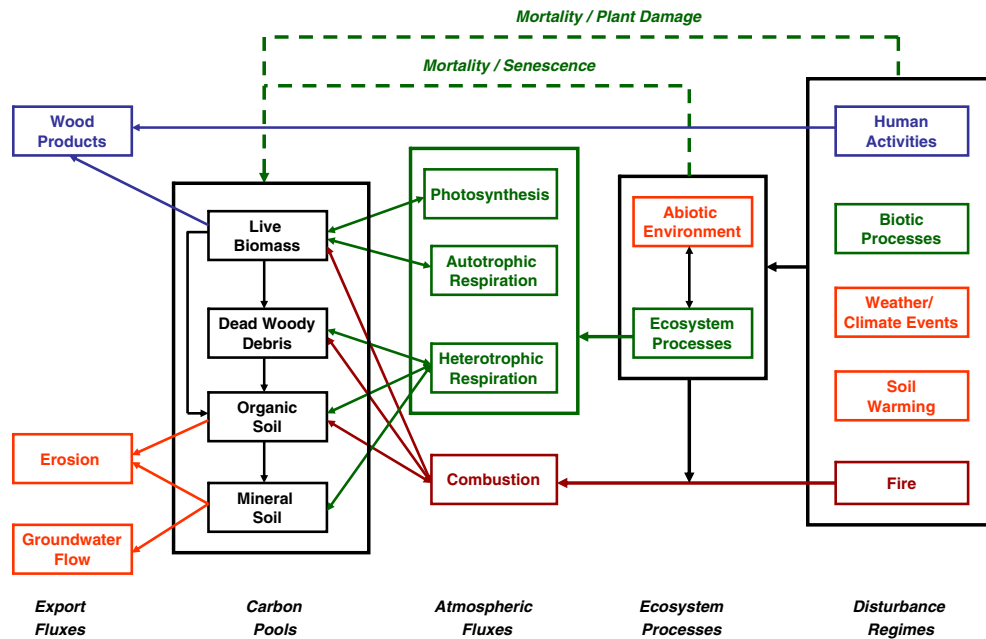 Mortality / Plant Damage
Mortality / Senescence
Wood
Products
Human
Activities
Photosynthesis
Live
Biomass
Abiotic
Environment
Biotic
Processes
Autotrophic
Respiration
Dead Woody
Debris
Ecosystem
Processes
Weather/
Climate Events
Heterotrophic
Respiration
Organic
Soil
Soil
Warming
Erosion
Mineral
Soil
Combustion
Fire
Groundwater
Flow
Export
Fluxes
Carbon
Pools
Atmospheric
Fluxes
Ecosystem
Processes
Disturbance
Regimes